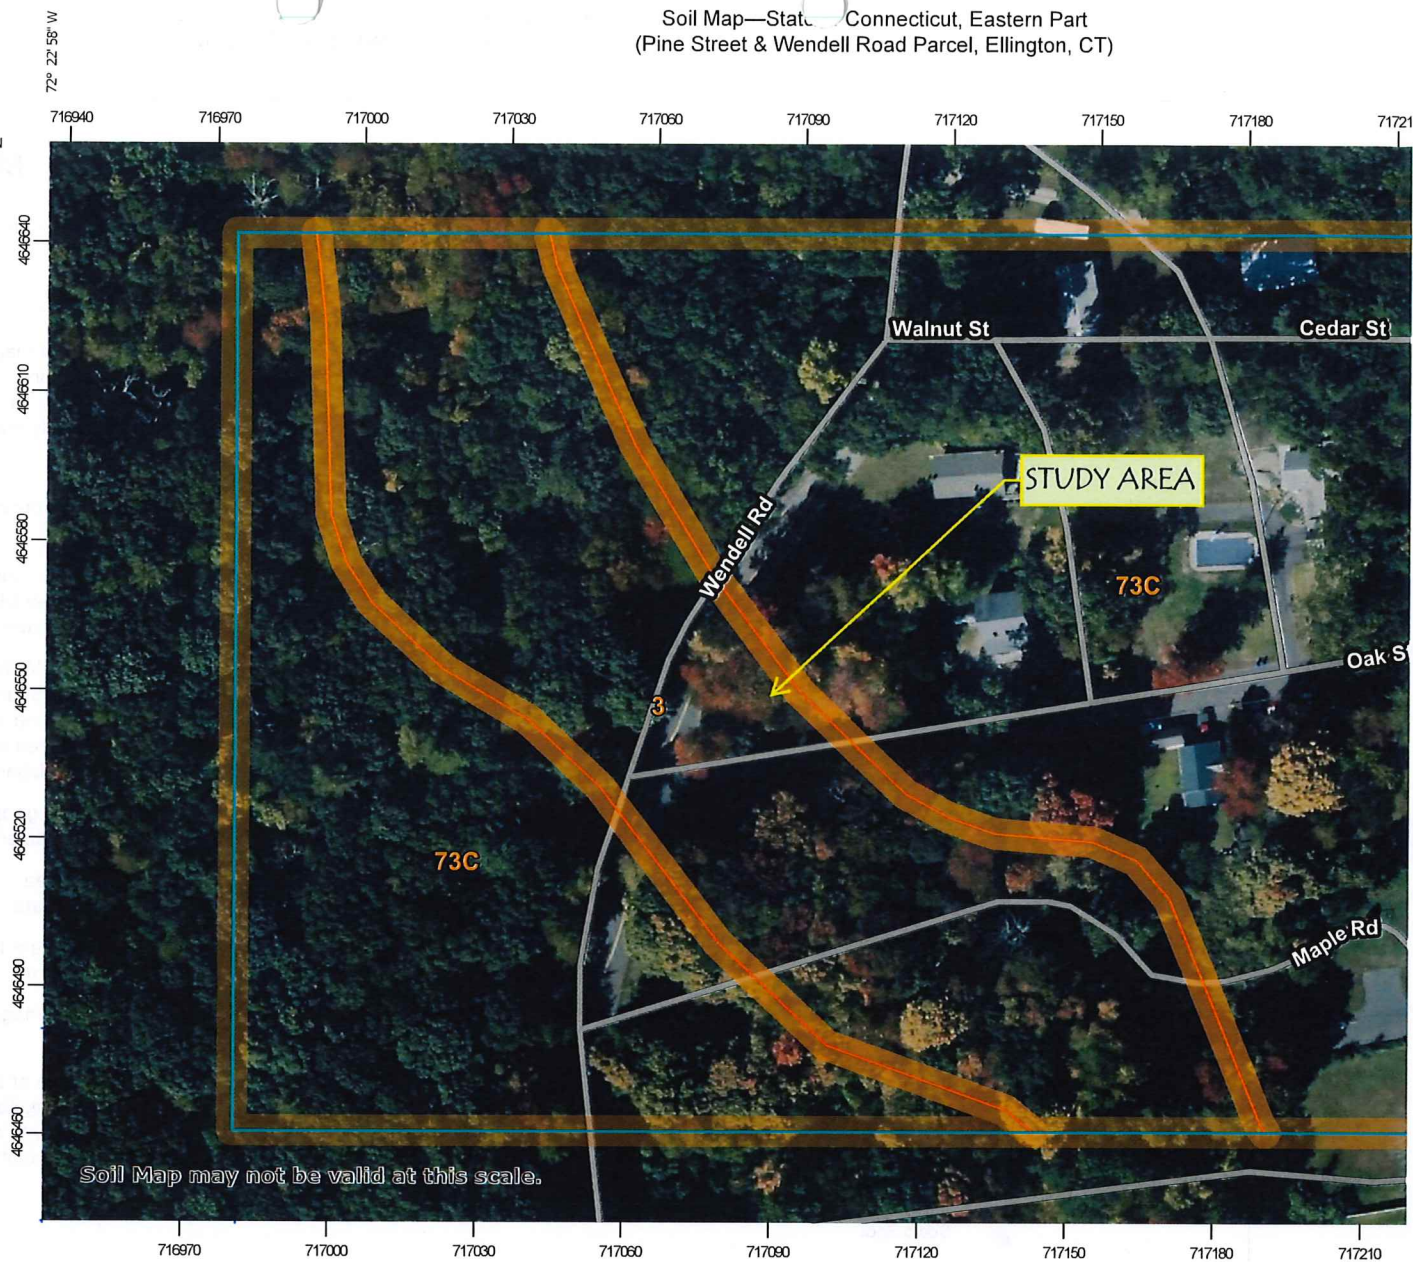 Soil Map—State Connecticut, Eastern Part
(Pine Street & Wendell Road Parcel, Ellington, CT)
72° 22' 58" W
716940 716970 717000 717030 717060 717090 717120 717150 717180 71721
4646640
4646610
4646580
4646550
4646520
4646490
4646460
Walnut St
Cedar St
STUDY AREA
Wendell Rd
73C
Oak St
3
73C
Maple Rd
Soil Map may not be valid at this scale.
716970 717000 717030 717060 717090 717120 717150 717180 717210